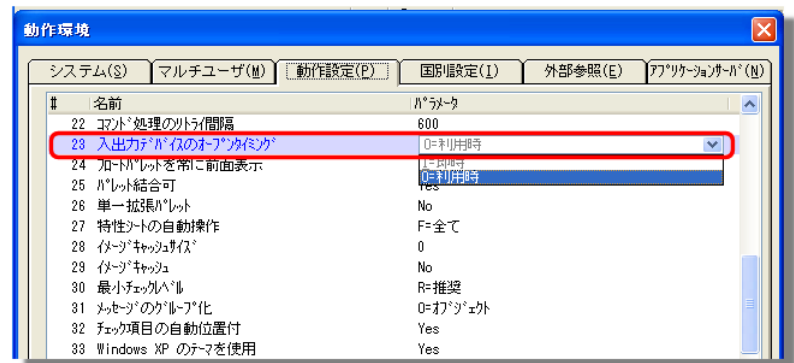 動作環境
システム(S) マルチユーザ(M) 動作設定(P) 国別設定(I) 外部参照(E) ｱﾌﾟﾘｹｰｼｮﾝｻｰﾊﾞ(N)
# 名前 ﾊﾟﾗﾒｰﾀ
22 ｺﾏﾝﾄﾞ処理のﾘﾄﾗｲ間隔 600
23 入出力ﾃﾞﾊﾞｲｽのｵｰﾌﾟﾝﾀｲﾐﾝｸﾞ O=利用時
I=即時
24 ﾌﾛｰﾄﾊﾟﾚｯﾄを常に前面表示 O=利用時
25 ﾊﾟﾚｯﾄ結合可 Yes
26 単一拡張ﾊﾟﾚｯﾄ No
27 特性ｼｰﾄの自動操作 F=全て
28 ｲﾒｰｼﾞｷｬｯｼｭｻｲｽﾞ 0
29 ｲﾒｰｼﾞｷｬｯｼｭ No
30 最小ﾁｪｯｸﾚﾍﾞﾙ R=推奨
31 ﾒｯｾｰｼﾞのｸﾞﾙｰﾌﾟ化 O=ｵﾌﾞｼﾞｪｸﾄ
32 ﾁｪｯｸ項目の自動位置付 Yes
33 Windows XP のﾃｰﾏを使用 Yes